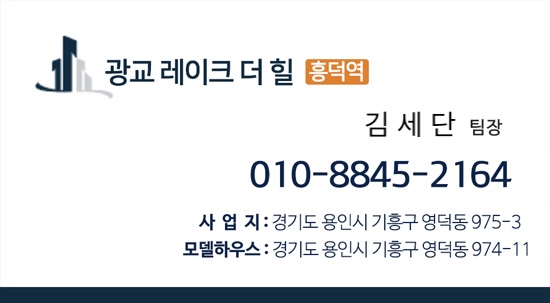 광교 레이크 더 힐 흥덕역
김세단 팀장
010-8845-2164
사 업 지 : 경기도 용인시 기흥구 영덕동 975-3
모델하우스 : 경기도 용인시 기흥구 영덕동 974-11